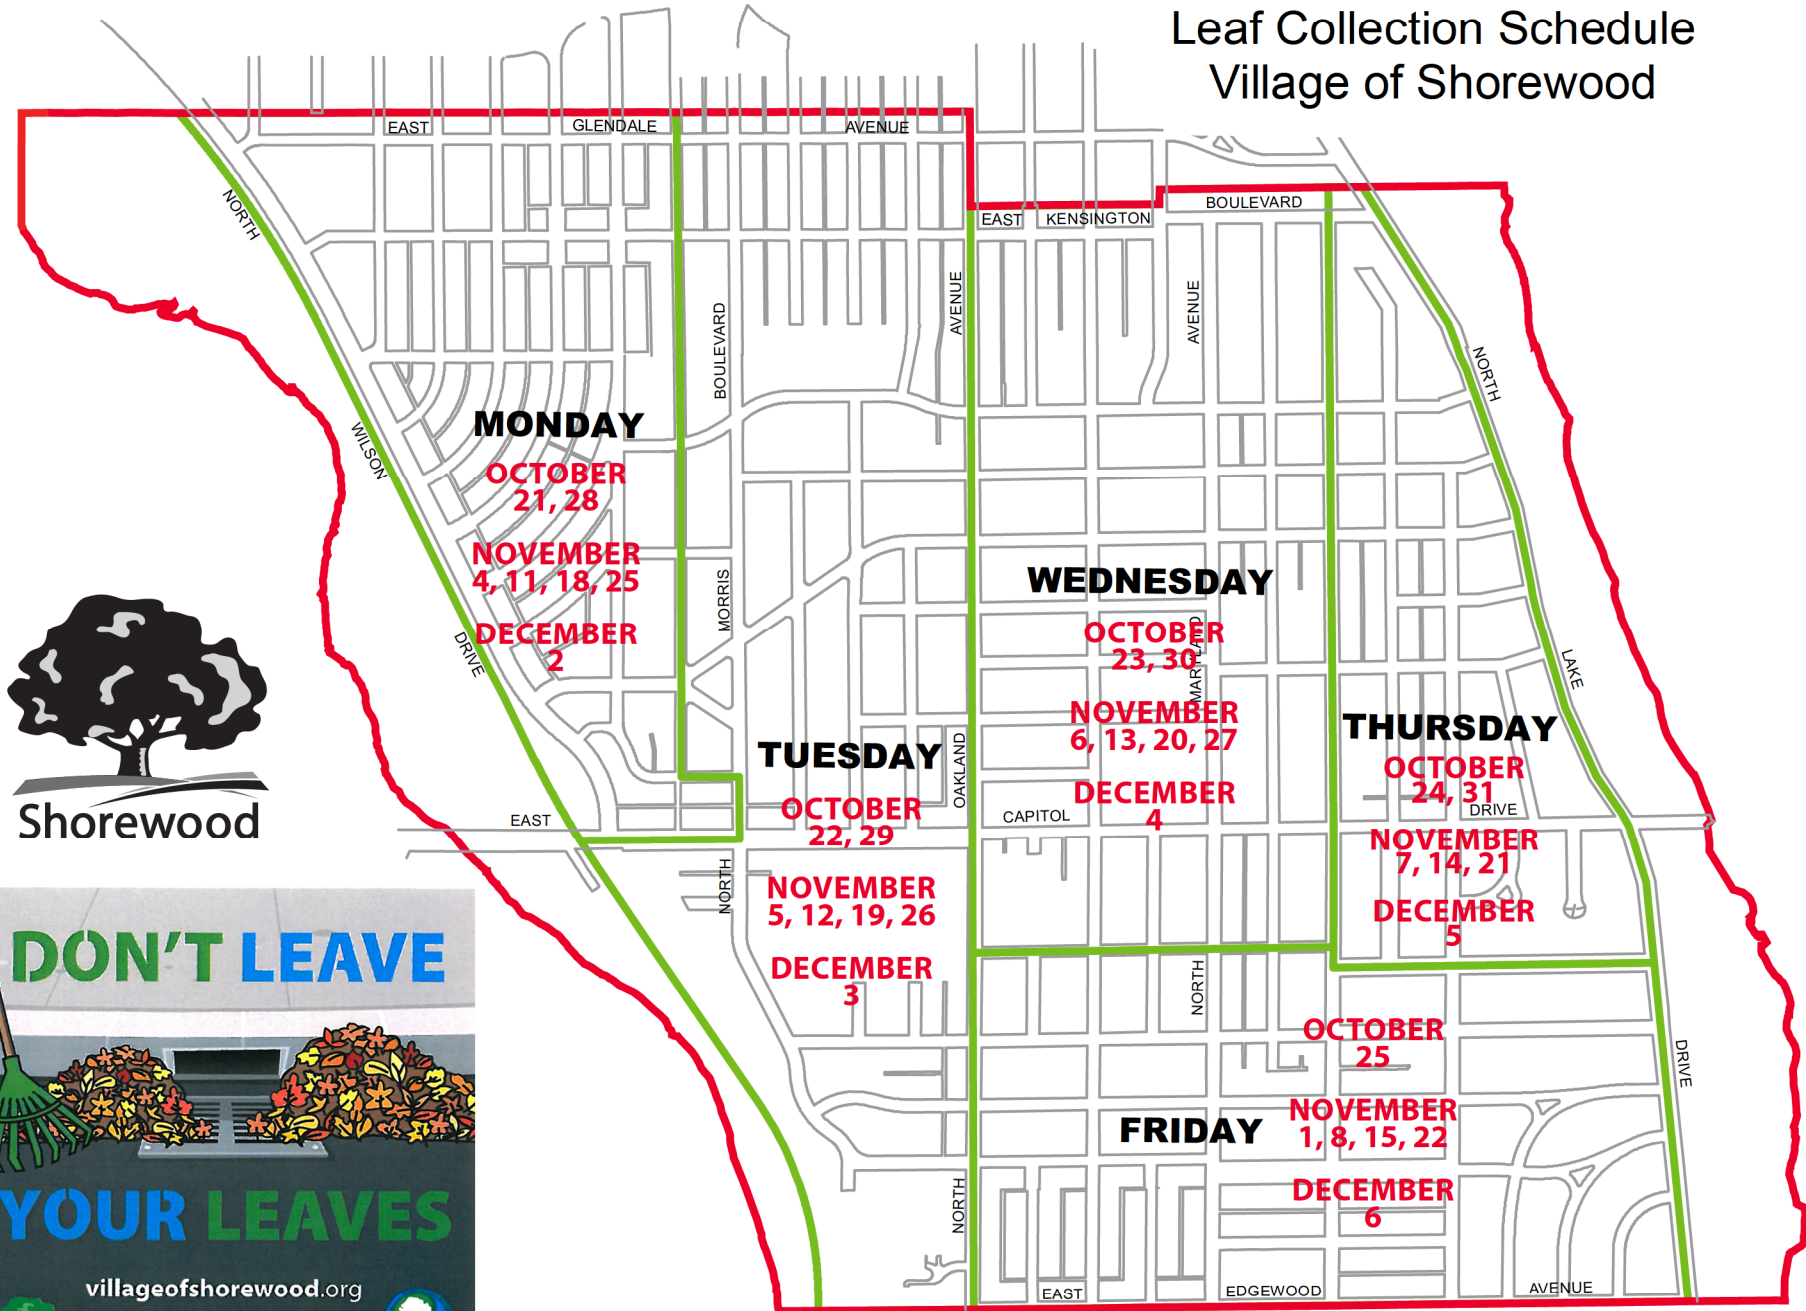 Leaf Collection Schedule
Village of Shorewood
EAST
GLENDALE
AVENUE
NORTH
WILSON
DRIVE
EAST
KENSINGTON
BOULEVARD
BOULEVARD
MORRIS
NORTH
AVENUE
OAKLAND
NORTH
AVENUE
MARYLAND
NORTH
NORTH
LAKE
DRIVE
EAST
CAPITOL
DRIVE
EAST
EDGEWOOD
AVENUE
MONDAY
OCTOBER
21, 28
NOVEMBER
4, 11, 18, 25
DECEMBER
2
TUESDAY
OCTOBER
22, 29
NOVEMBER
5, 12, 19, 26
DECEMBER
3
WEDNESDAY
OCTOBER
23, 30
NOVEMBER
6, 13, 20, 27
DECEMBER
4
THURSDAY
OCTOBER
24, 31
NOVEMBER
7, 14, 21
DECEMBER
5
FRIDAY
OCTOBER
25
NOVEMBER
1, 8, 15, 22
DECEMBER
6
Shorewood
DON'T LEAVE
YOUR LEAVES
villageofshorewood.org